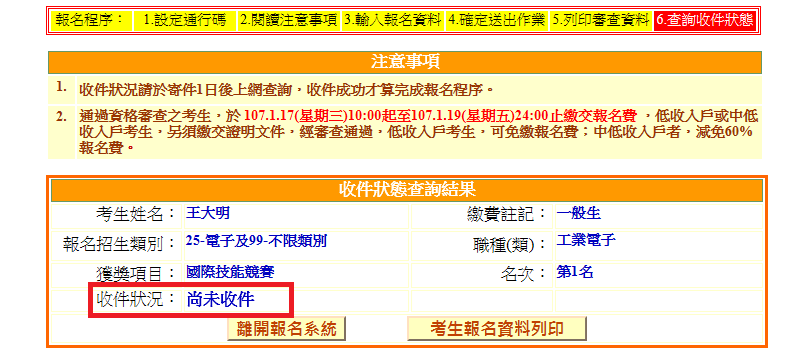 報名程序： 1.設定通行碼 2.閱讀注意事項 3.輸入報名資料 4.確定送出作業 5.列印審查資料 6.查詢收件狀態
注意事項
1. 收件狀況請於寄件1日後上網查詢，收件成功才算完成報名程序。
2. 通過資格審查之考生，於 107.1.17(星期三)10:00起至107.1.19(星期五)24:00止繳交報名費 ，低收入戶或中低
收入戶考生，另須繳交證明文件，經審查通過，低收入戶考生，可免繳報名費；中低收入戶者，減免60%
報名費。
收件狀態查詢結果
考生姓名： 王大明 繳費註記： 一般生
報名招生類別： 25-電子及99-不限類別 職種(類)： 工業電子
獲獎項目： 國際技能競賽 名次： 第1名
收件狀況： 尚未收件
離開報名系統 考生報名資料列印